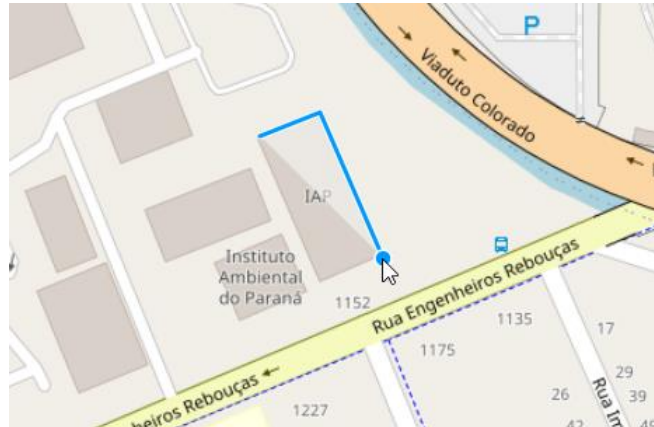 P
Viaduto Colorado
IAP
Instituto
Ambiental
do Paraná
1152
Rua Engenheiros Rebouças
1135
17
1175
29
26
39
Rua Im
heiros Rebouças
1227